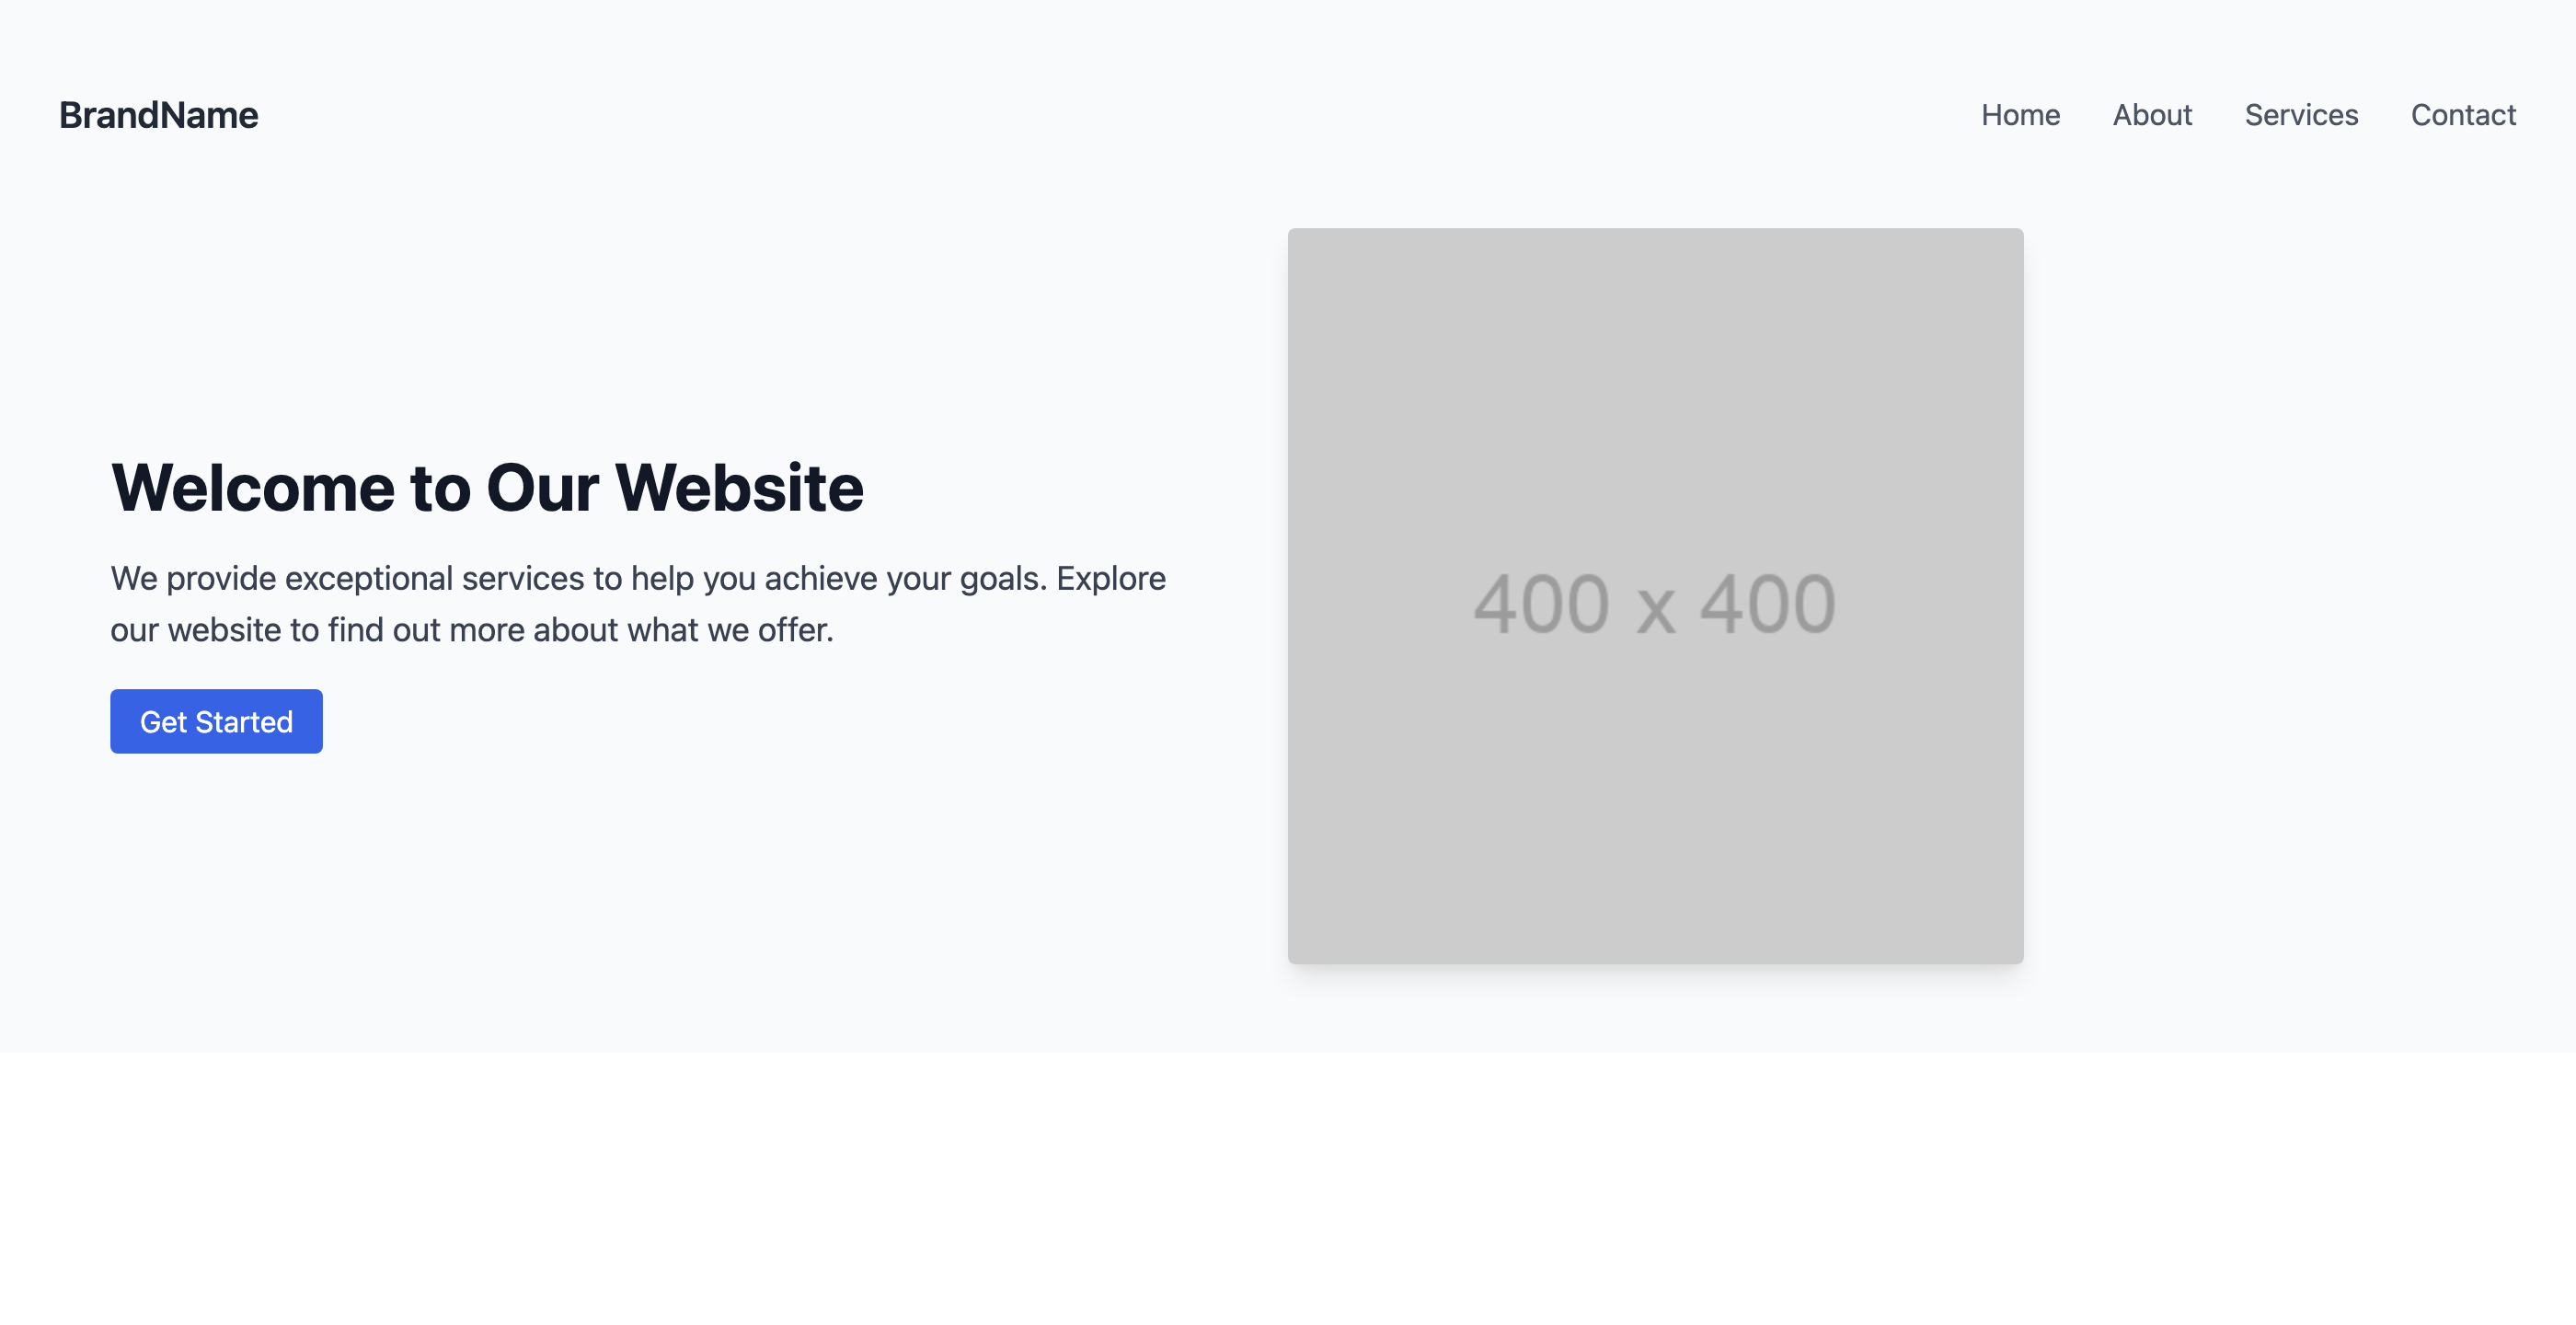 BrandName
Home About Services Contact
Welcome to Our Website
We provide exceptional services to help you achieve your goals. Explore
our website to find out more about what we offer.
Get Started
400 x 400